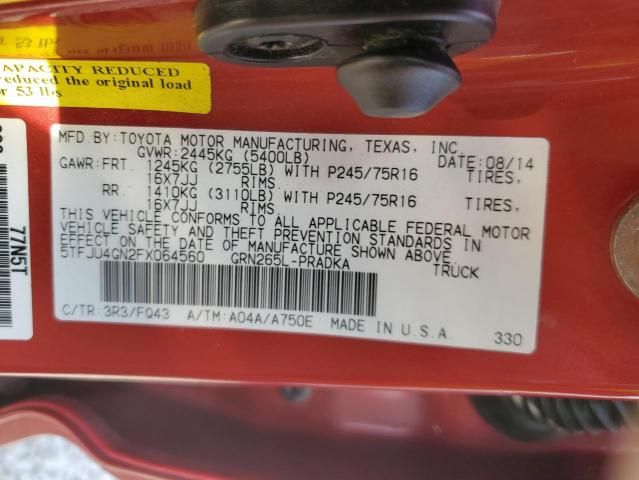 CAPACITY REDUCED
reduced the original load
or 53 lbs
77N5T
MFD.BY:TOYOTA MOTOR MANUFACTURING, TEXAS, INC.
GVWR:2445KG (5400LB) DATE:08/14
GAWR:FRT. 1245KG (2755LB) WITH P245/75R16 TIRES,
16X7JJ RIMS.
RR. 1410KG (3110LB) WITH P245/75R16 TIRES,
16X7JJ RIMS.
THIS VEHICLE CONFORMS TO ALL APPLICABLE FEDERAL MOTOR
VEHICLE SAFETY AND THEFT PREVENTION STANDARDS IN
EFFECT ON THE DATE OF MANUFACTURE SHOWN ABOVE.
5TFJU4GN2FX064560 GRN265L-PRADKA TRUCK
C/TR:3R3/FQ43 A/TM:A04A/A750E MADE IN U.S.A. 330